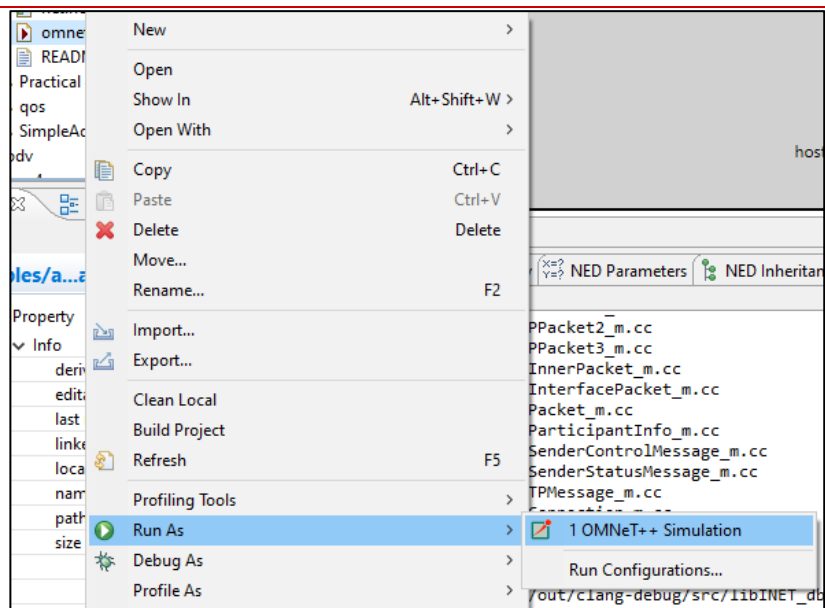 omne
New >
READ
Practical
Open
qos
Show In Alt+Shift+W >
SimpleAc
Open With >
odv
host
Copy Ctrl+C
Paste Ctrl+V
Delete Delete
Move...
les/a...a
NED Parameters
NED Inheritan
Rename... F2
Property
Import...
PPacket2_m.cc
Info
PPacket3_m.cc
Export...
InnerPacket_m.cc
deriv
InterfacePacket_m.cc
edita
Clean Local
Packet_m.cc
last
Build Project
ParticipantInfo_m.cc
linke
SenderControlMessage_m.cc
loca
Refresh F5
SenderStatusMessage_m.cc
nam
Profiling Tools >
TPMessage_m.cc
path
Run As >
1 OMNeT++ Simulation
size
Debug As >
Run Configurations...
Profile As >
/out/clang-debug/src/libINET_db